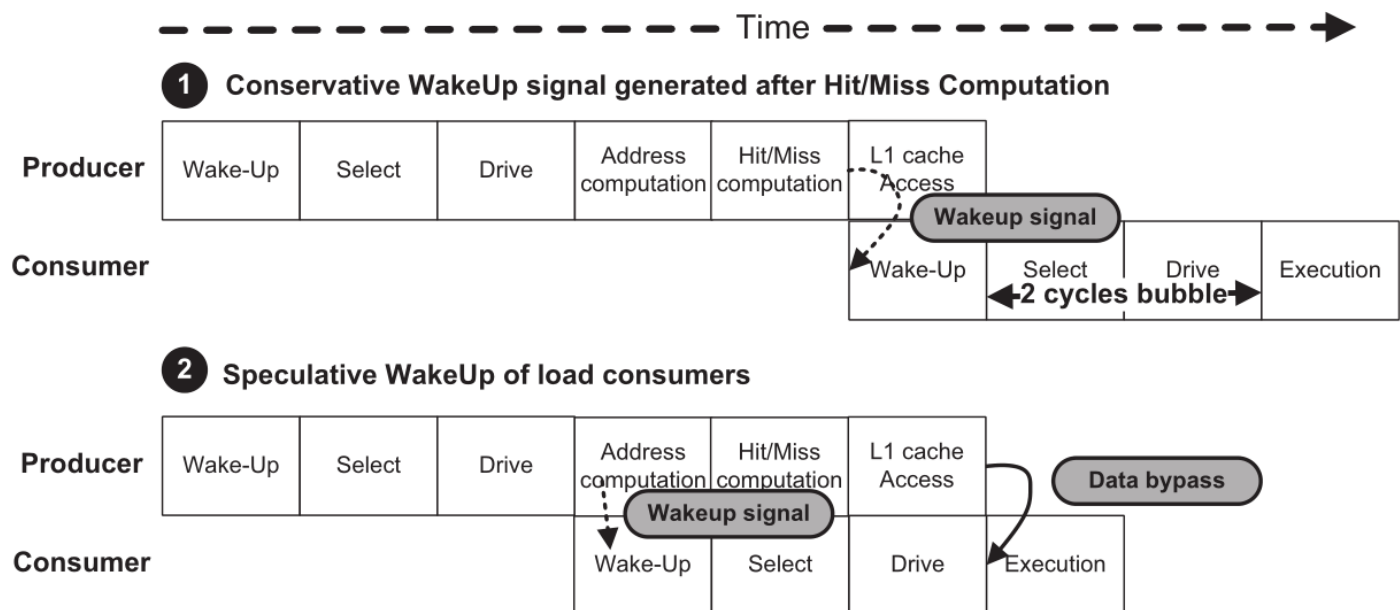 Time
1 Conservative WakeUp signal generated after Hit/Miss Computation
Producer Wake-Up Select Drive Address computation Hit/Miss computation L1 cache Access
Wakeup signal
Consumer Wake-Up Select Drive Execution
2 cycles bubble
2 Speculative WakeUp of load consumers
Producer Wake-Up Select Drive Address computation Hit/Miss computation L1 cache Access
Data bypass
Wakeup signal
Consumer Wake-Up Select Drive Execution